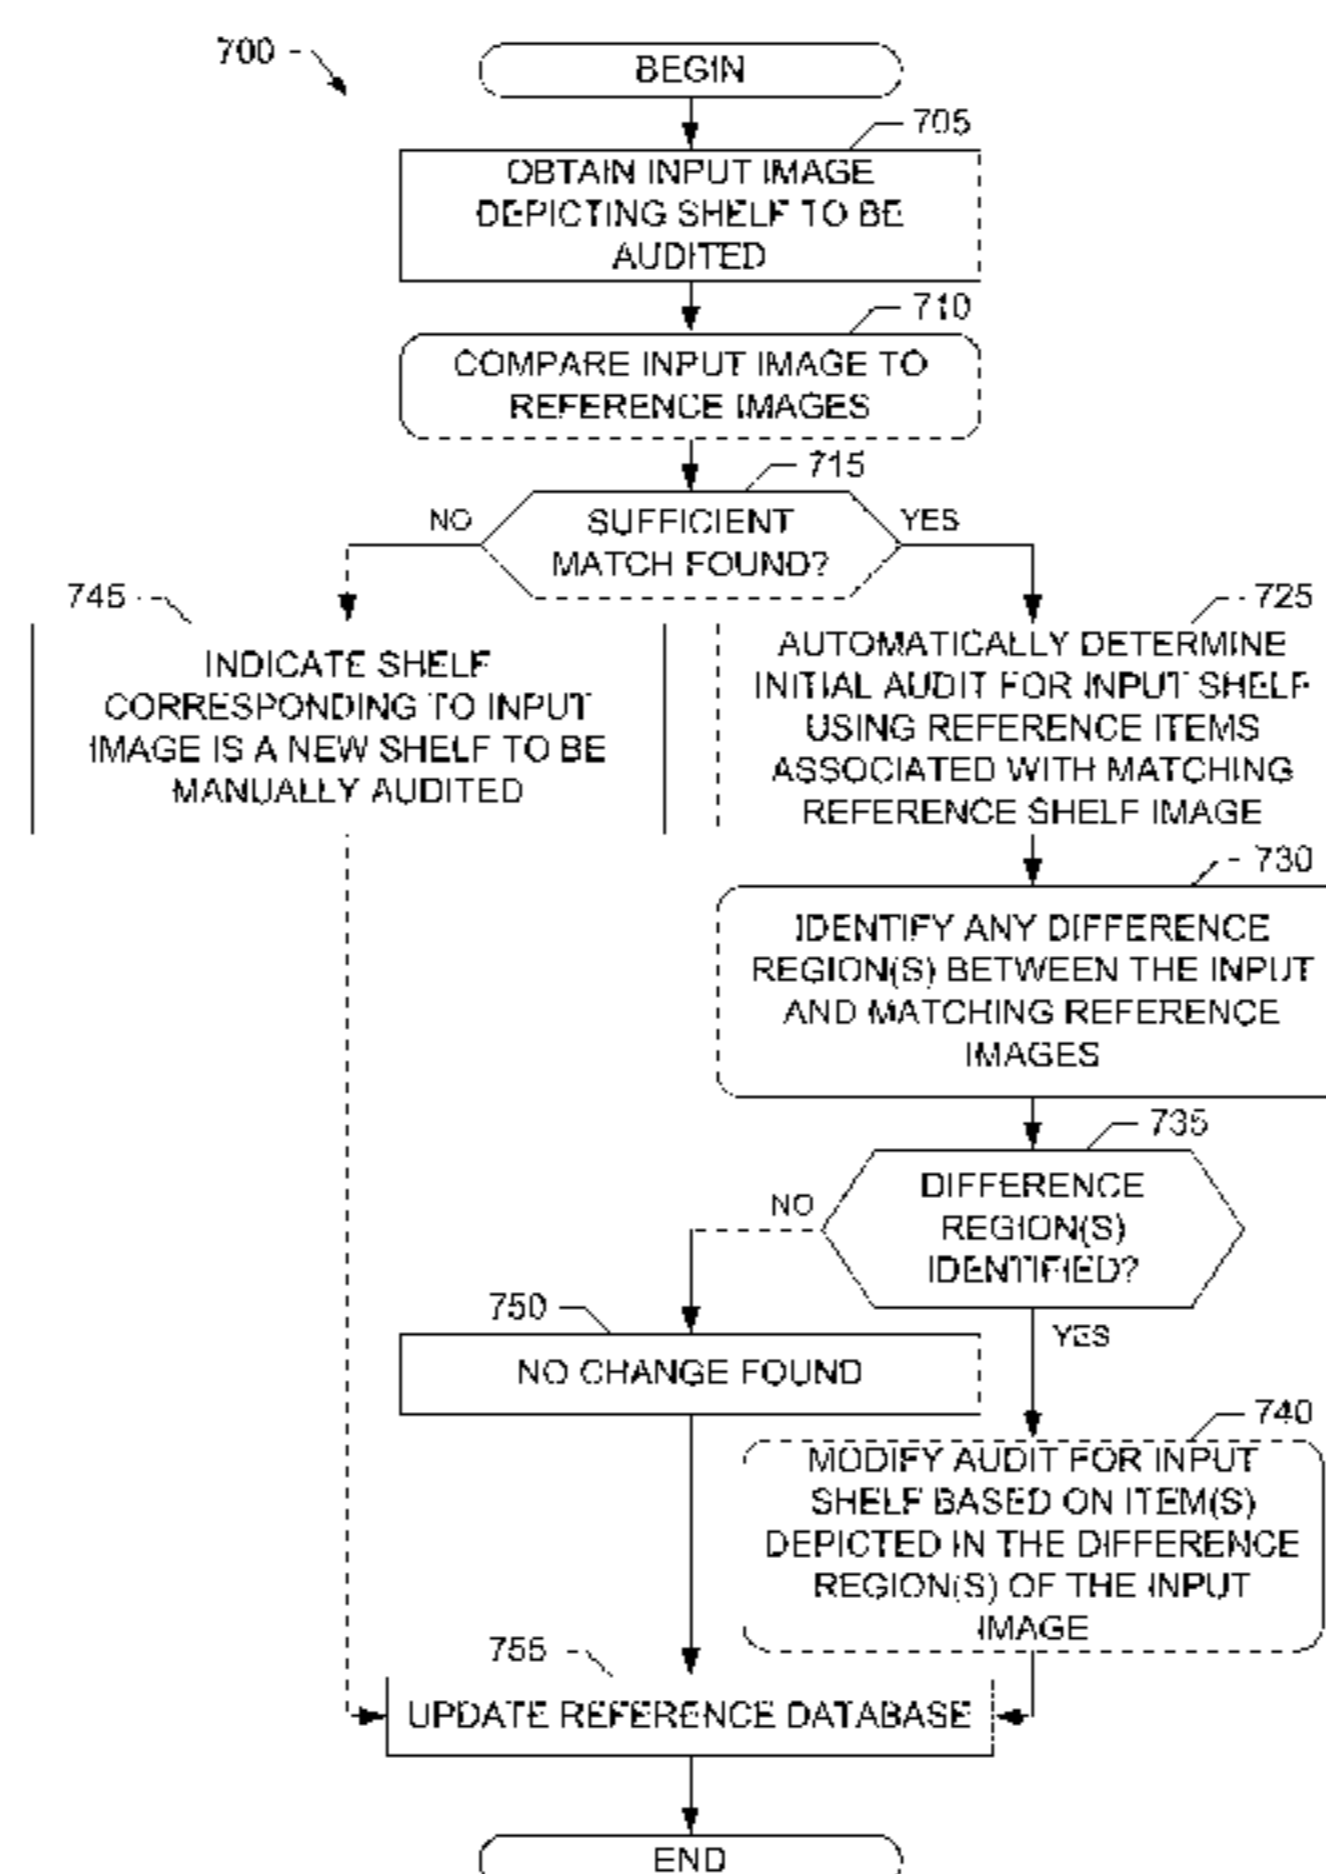 700
BEGIN
705
OBTAIN INPUT IMAGE
DEPICTING SHELF TO BE
AUDITED
710
COMPARE INPUT IMAGE TO
REFERENCE IMAGES
715
NO
SUFFICIENT
MATCH FOUND?
YES
745
INDICATE SHELF
CORRESPONDING TO INPUT
IMAGE IS A NEW SHELF TO BE
MANUALLY AUDITED
725
AUTOMATICALLY DETERMINE
INITIAL AUDIT FOR INPUT SHELF
USING REFERENCE ITEMS
ASSOCIATED WITH MATCHING
REFERENCE SHELF IMAGE
730
IDENTIFY ANY DIFFERENCE
REGION(S) BETWEEN THE INPUT
AND MATCHING REFERENCE
IMAGES
735
NO
DIFFERENCE
REGION(S)
IDENTIFIED?
YES
750
NO CHANGE FOUND
740
MODIFY AUDIT FOR INPUT
SHELF BASED ON ITEM(S)
DEPICTED IN THE DIFFERENCE
REGION(S) OF THE INPUT
IMAGE
755
UPDATE REFERENCE DATABASE
END